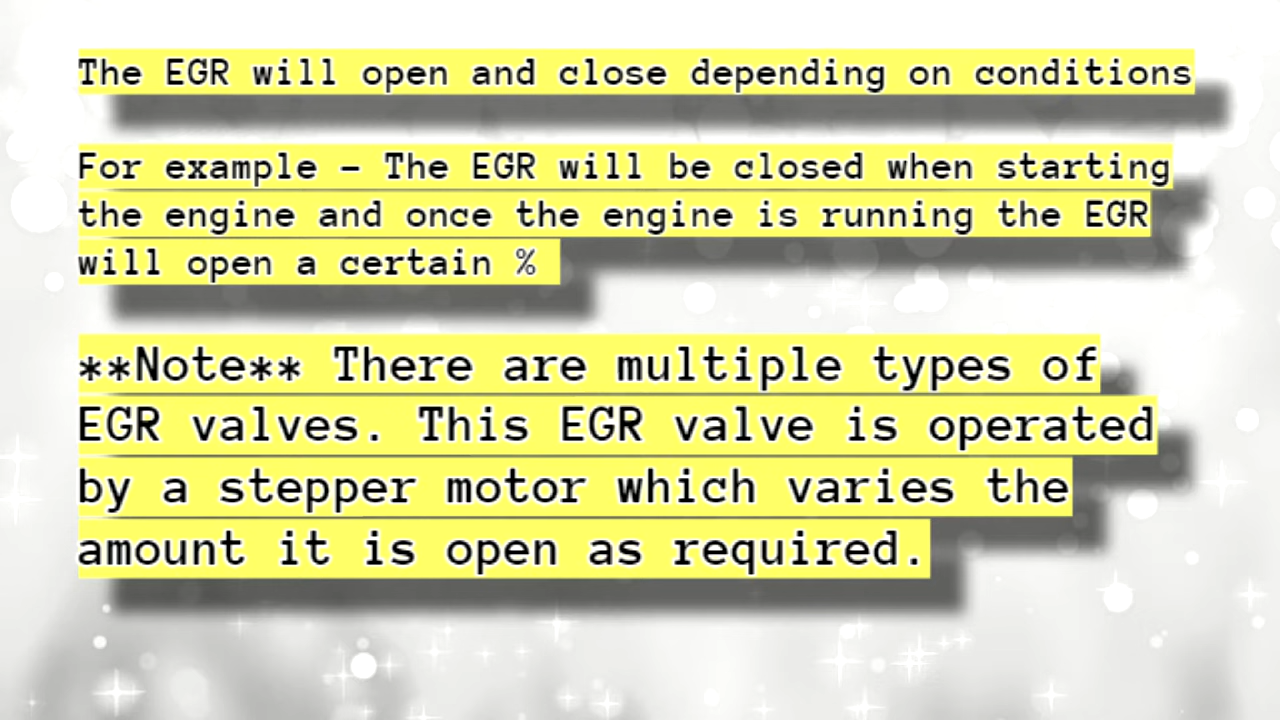 The EGR will open and close depending on conditions
For example – The EGR will be closed when starting
the engine and once the engine is running the EGR
will open a certain %
**Note** There are multiple types of
EGR valves. This EGR valve is operated
by a stepper motor which varies the
amount it is open as required.